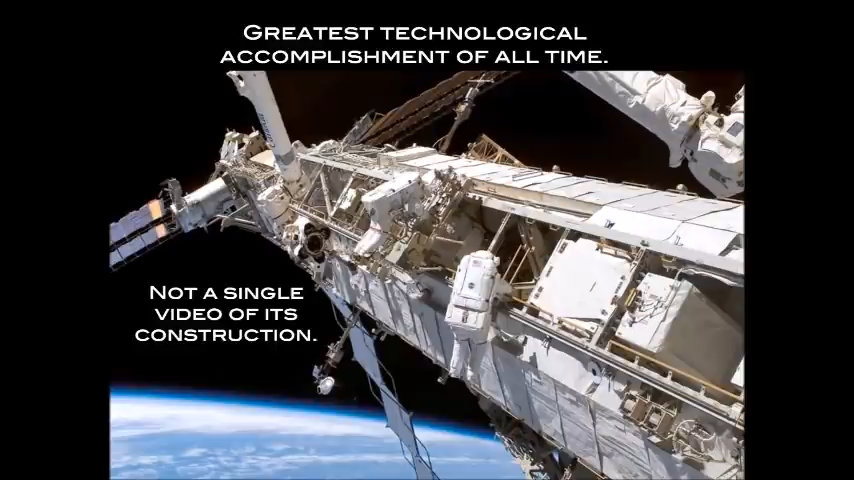 Greatest technological
accomplishment of all time.
Not a single
video of its
construction.